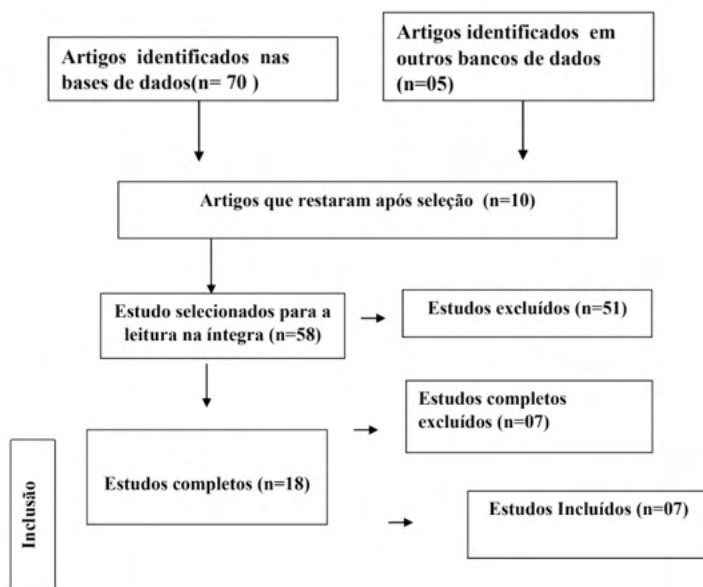 Artigos identificados nas
bases de dados(n= 70 )
Artigos identificados em
outros bancos de dados
(n=05)
Artigos que restaram após seleção (n=10)
Estudo selecionados para a
leitura na íntegra (n=58)
Estudos excluídos (n=51)
Estudos completos
excluídos (n=07)
Estudos completos (n=18)
Estudos Incluídos (n=07)
Inclusão